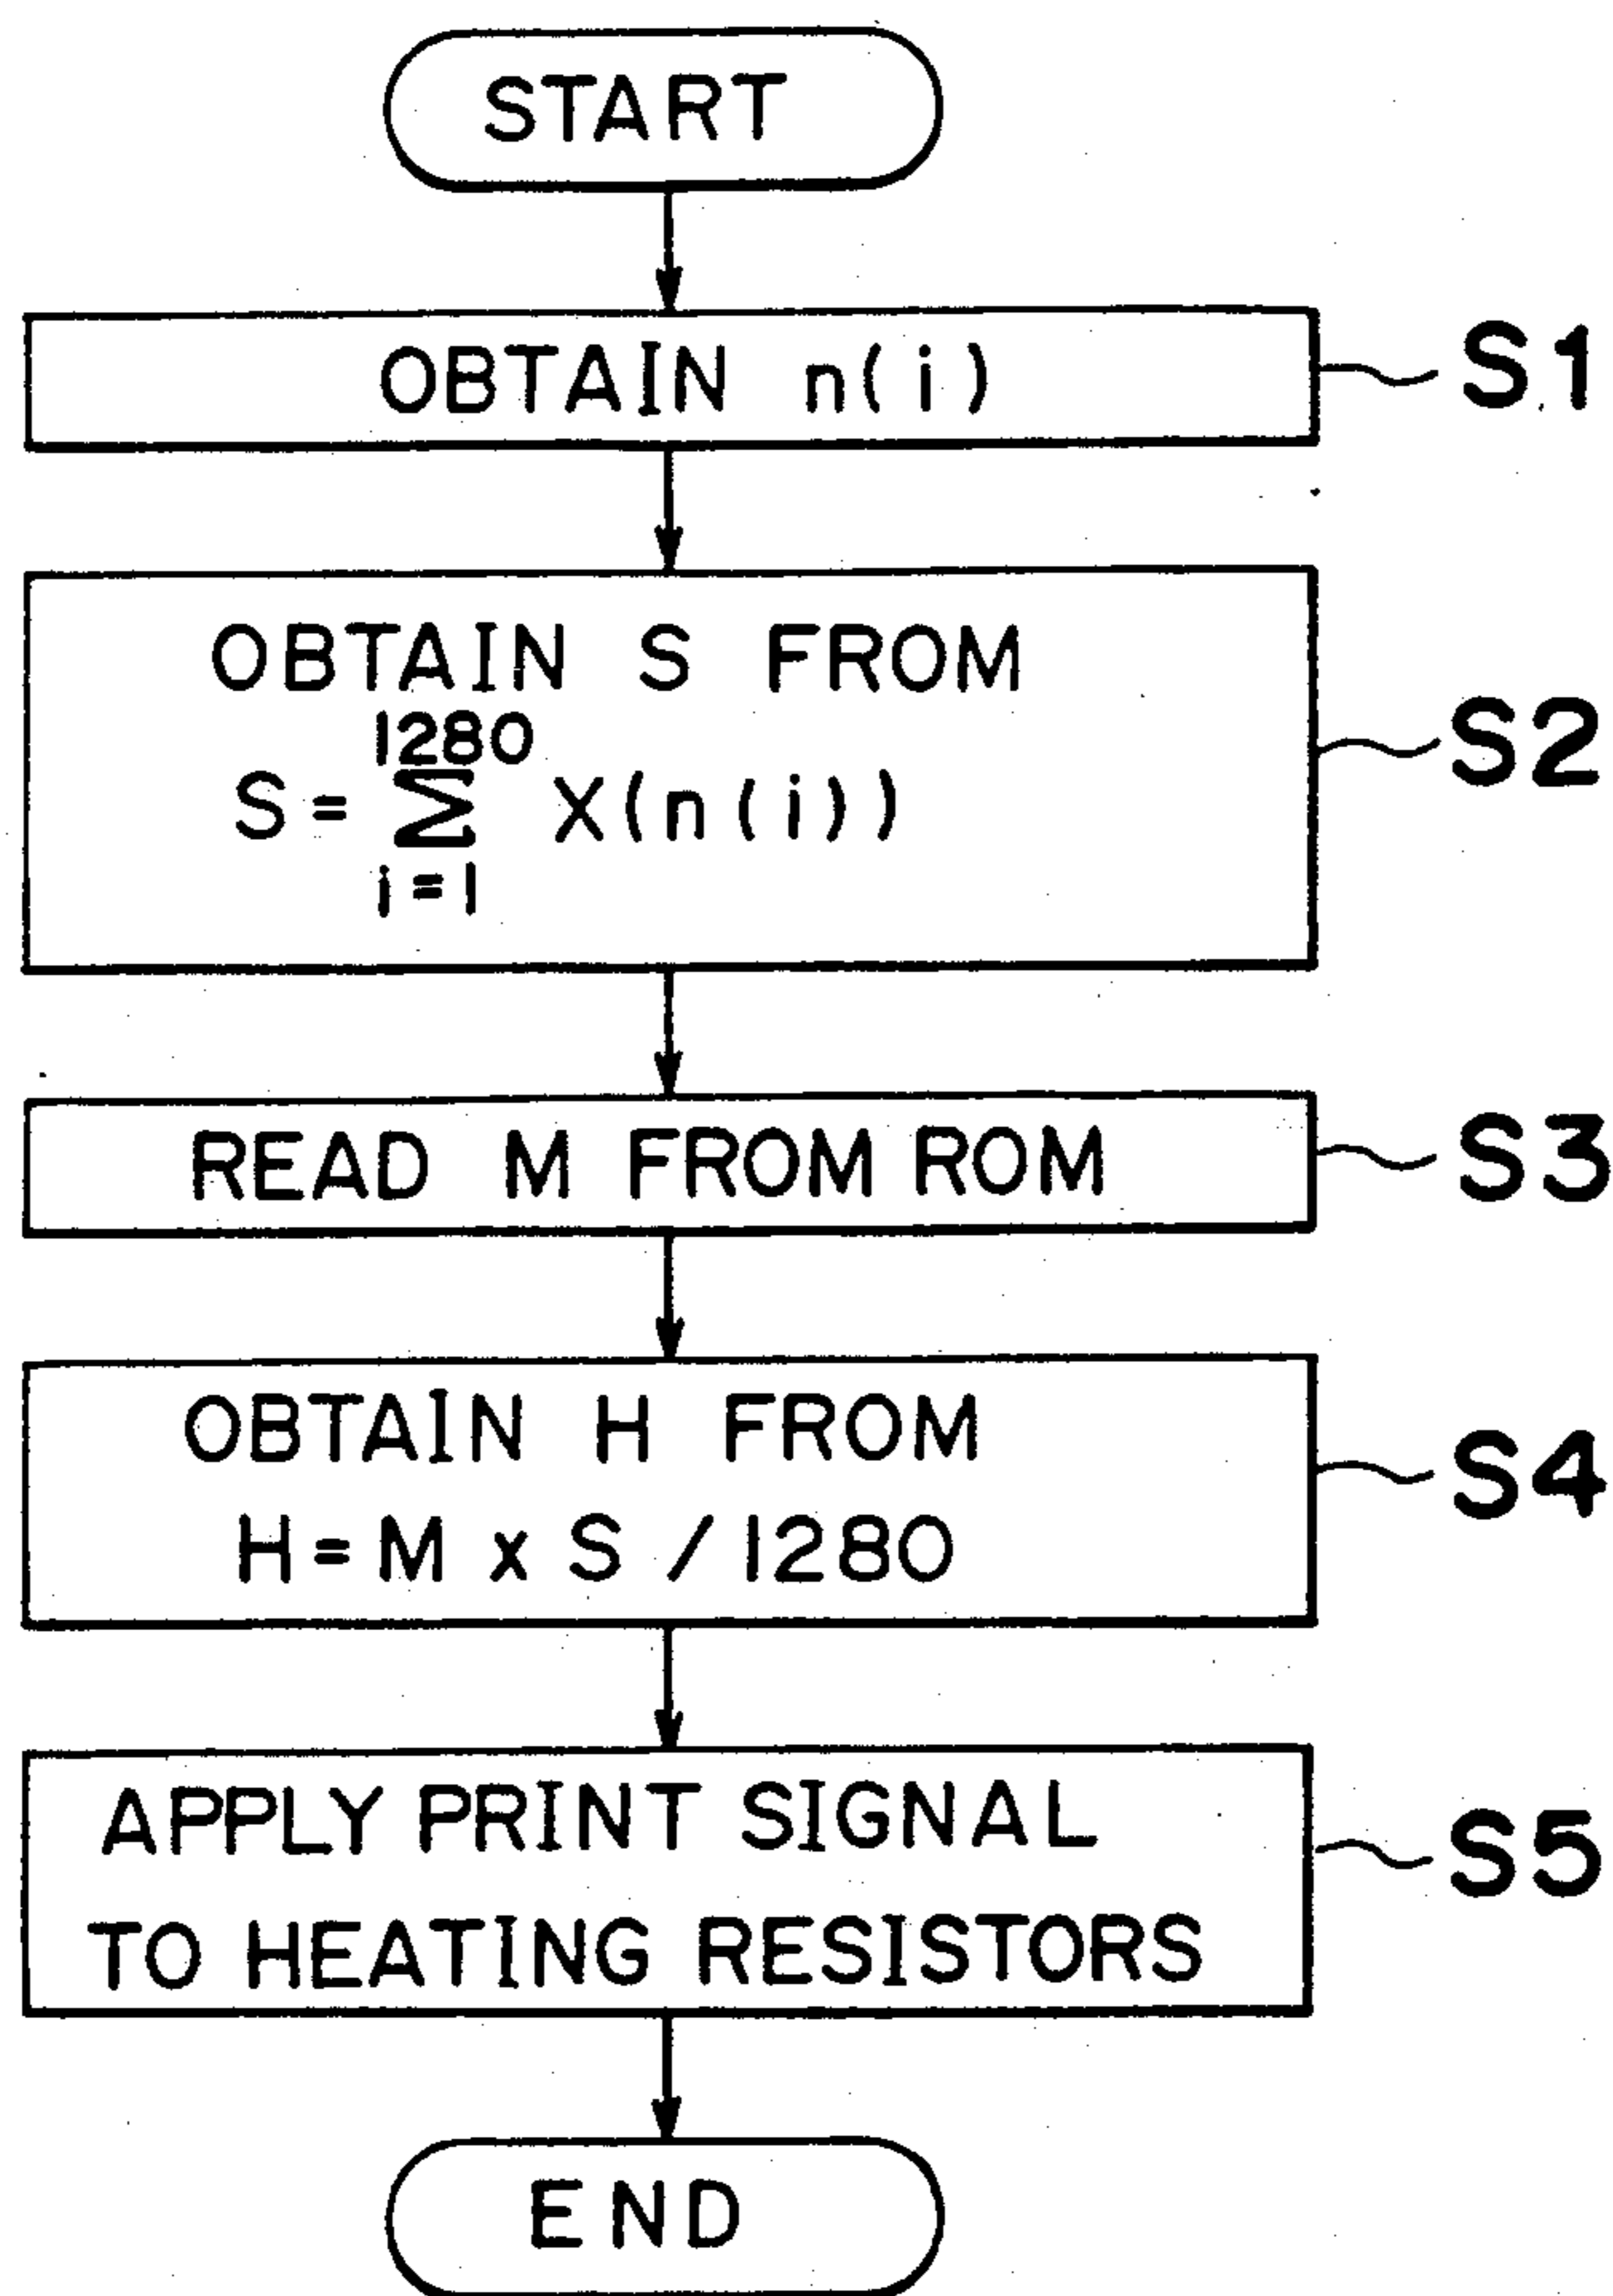 START
OBTAIN n(i)
S1
OBTAIN S FROM
1280
S = Σ X(n(i))
i=1
S2
READ M FROM ROM
S3
OBTAIN H FROM
H = M x S / 1280
S4
APPLY PRINT SIGNAL
TO HEATING RESISTORS
S5
END